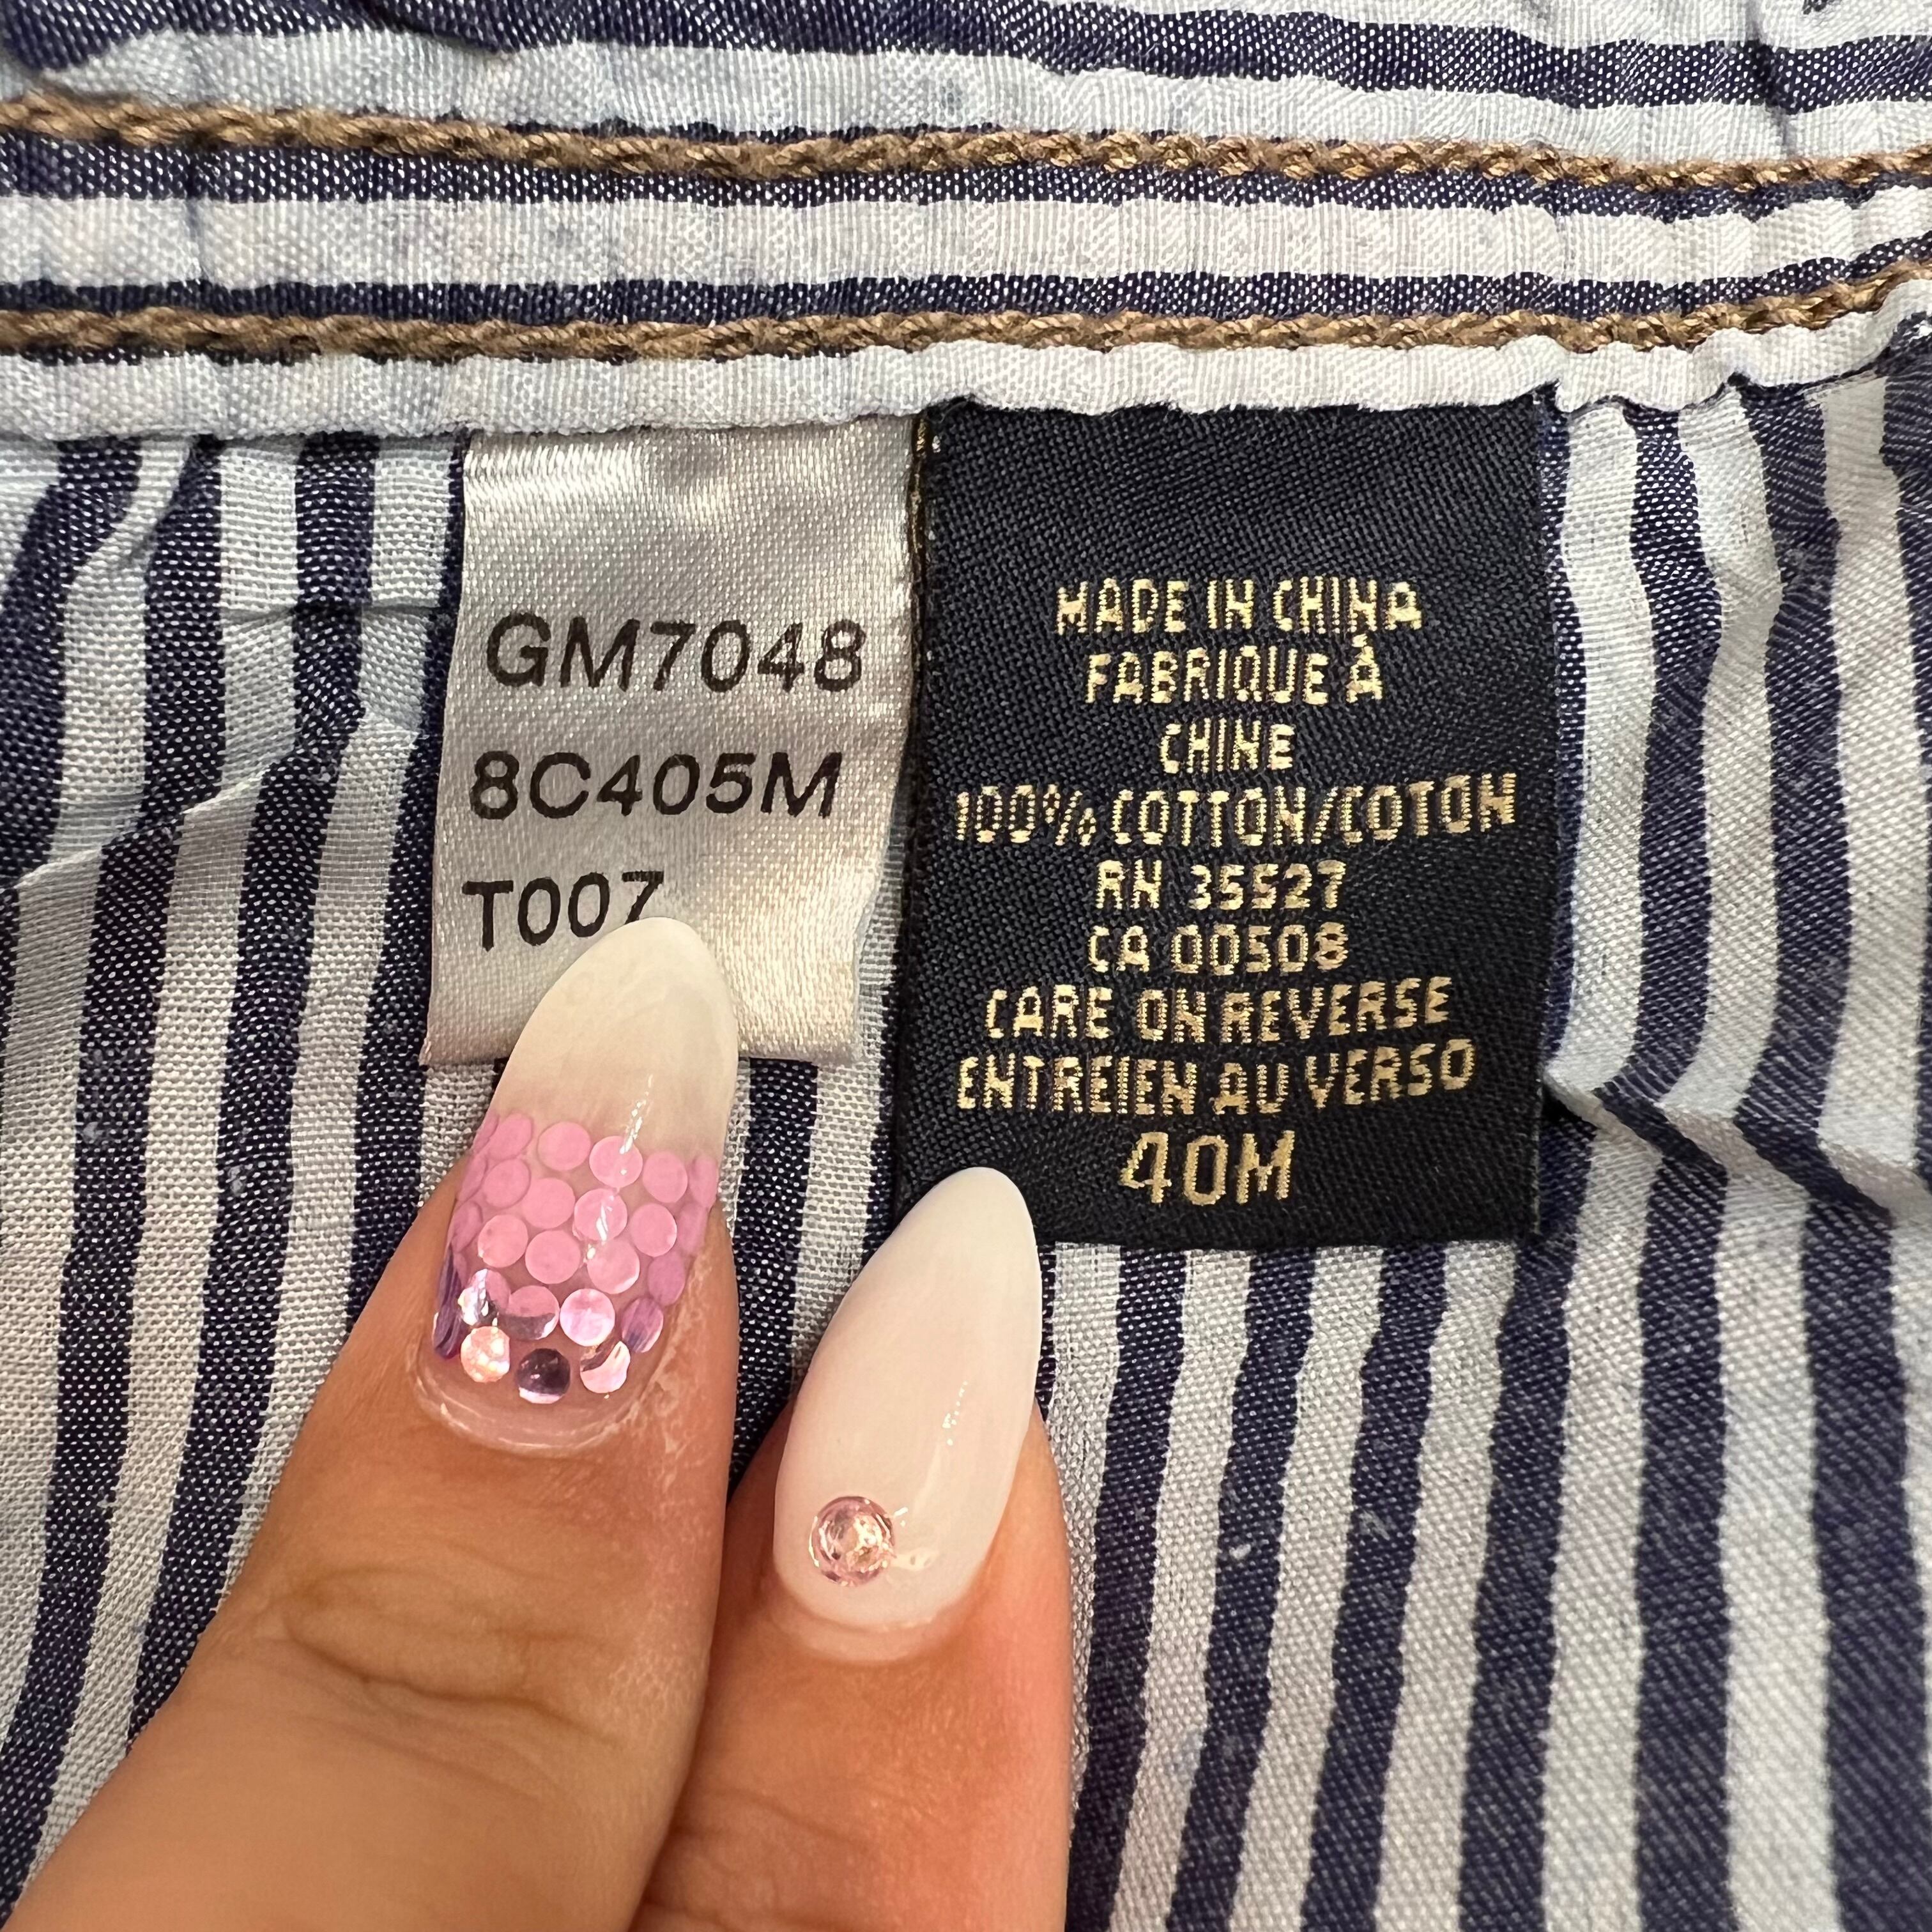 GM7048
8C405M
T007
MADE IN CHINA
FABRIQUE À
CHINE
100% COTTON/COTON
RN 35527
CA 00508
CARE ON REVERSE
ENTREIEN AU VERSO
40M